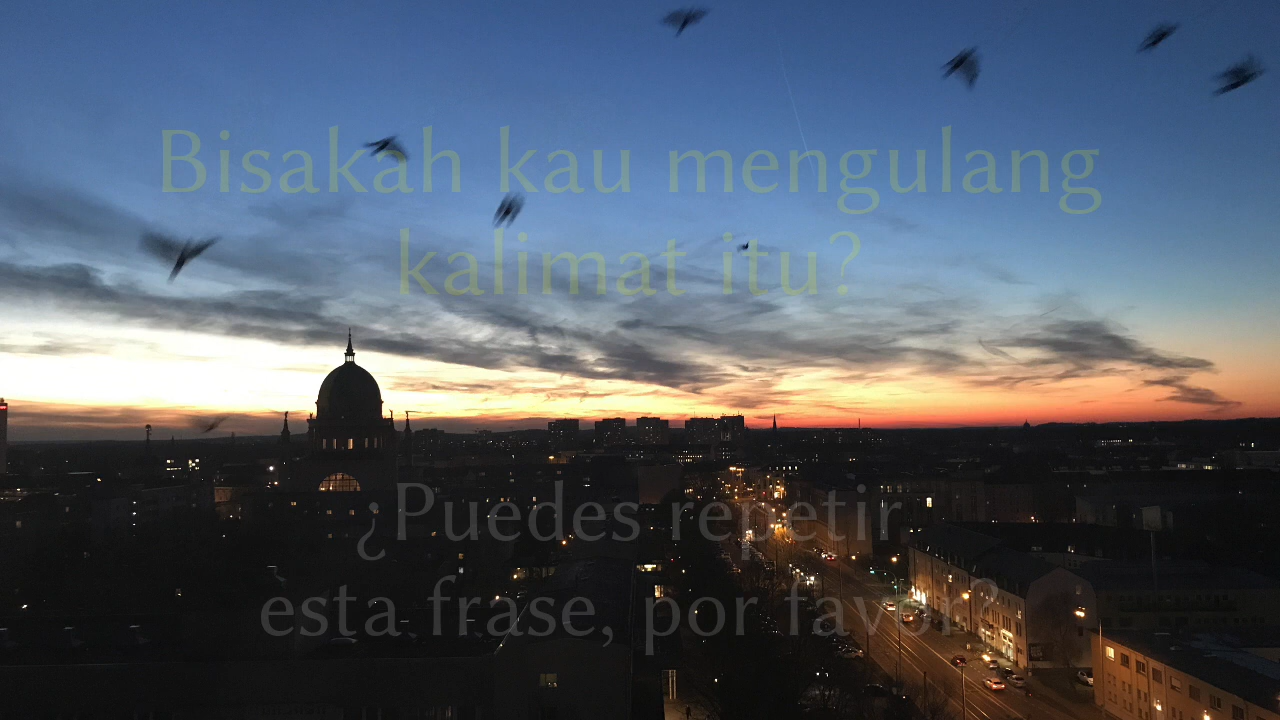 Bisakah kau mengulang
kalimat itu?
¿Puedes repetir
esta frase, por favor?